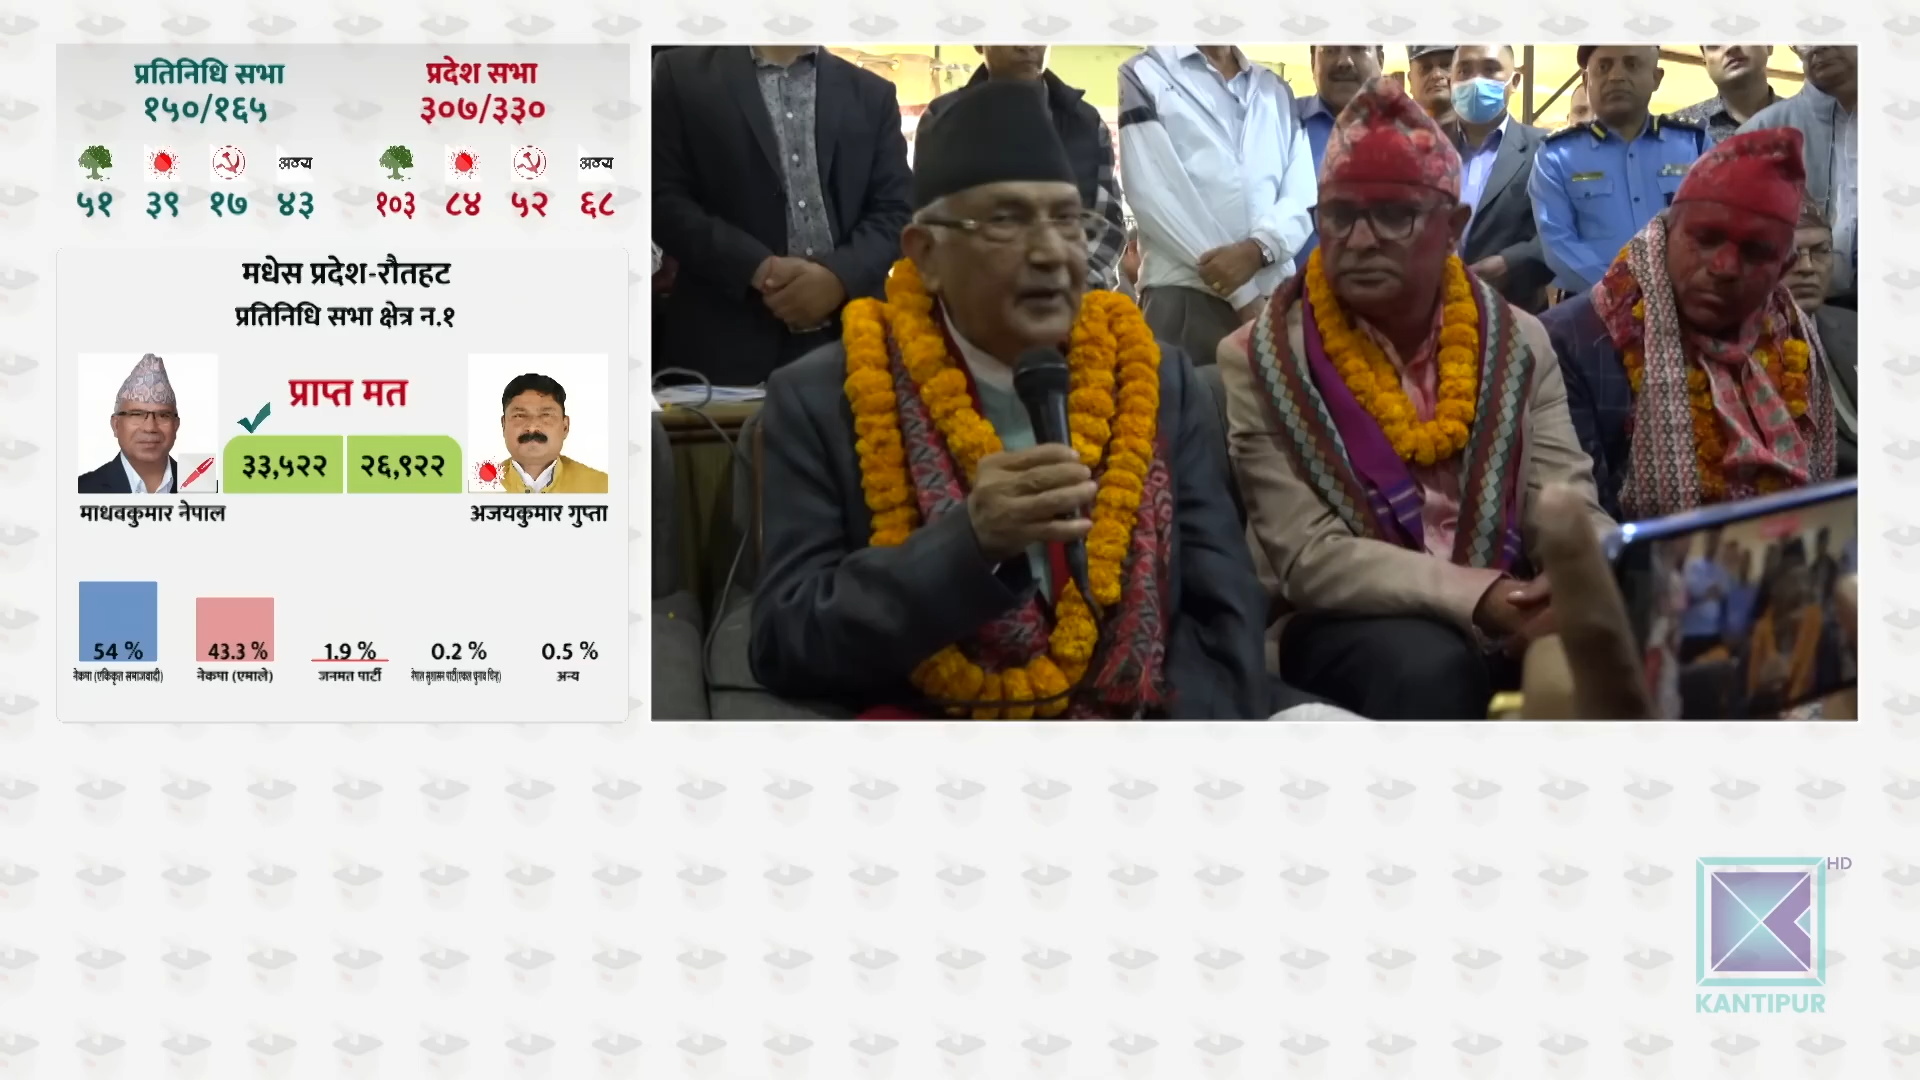 प्रतिनिधि सभा
१५०/१६५
प्रदेश सभा
३०७/३३०
अन्य
५१ ३९ १७ ४३
अन्य
१०३ ८४ ५२ ६८
मधेस प्रदेश-रौतहट
प्रतिनिधि सभा क्षेत्र न.१
प्राप्त मत
३३,५२२ २६,९२२
माधवकुमार नेपाल
अजयकुमार गुप्ता
54 % 43.3 % 1.9 % 0.2 % 0.5 %
नेकपा (एकिकृत समाजवादी) नेकपा (एमाले) जनमत पार्टी नेपाल सुशासन पार्टी(एकल चुनाव चिन्ह) अन्य
HD
KANTIPUR